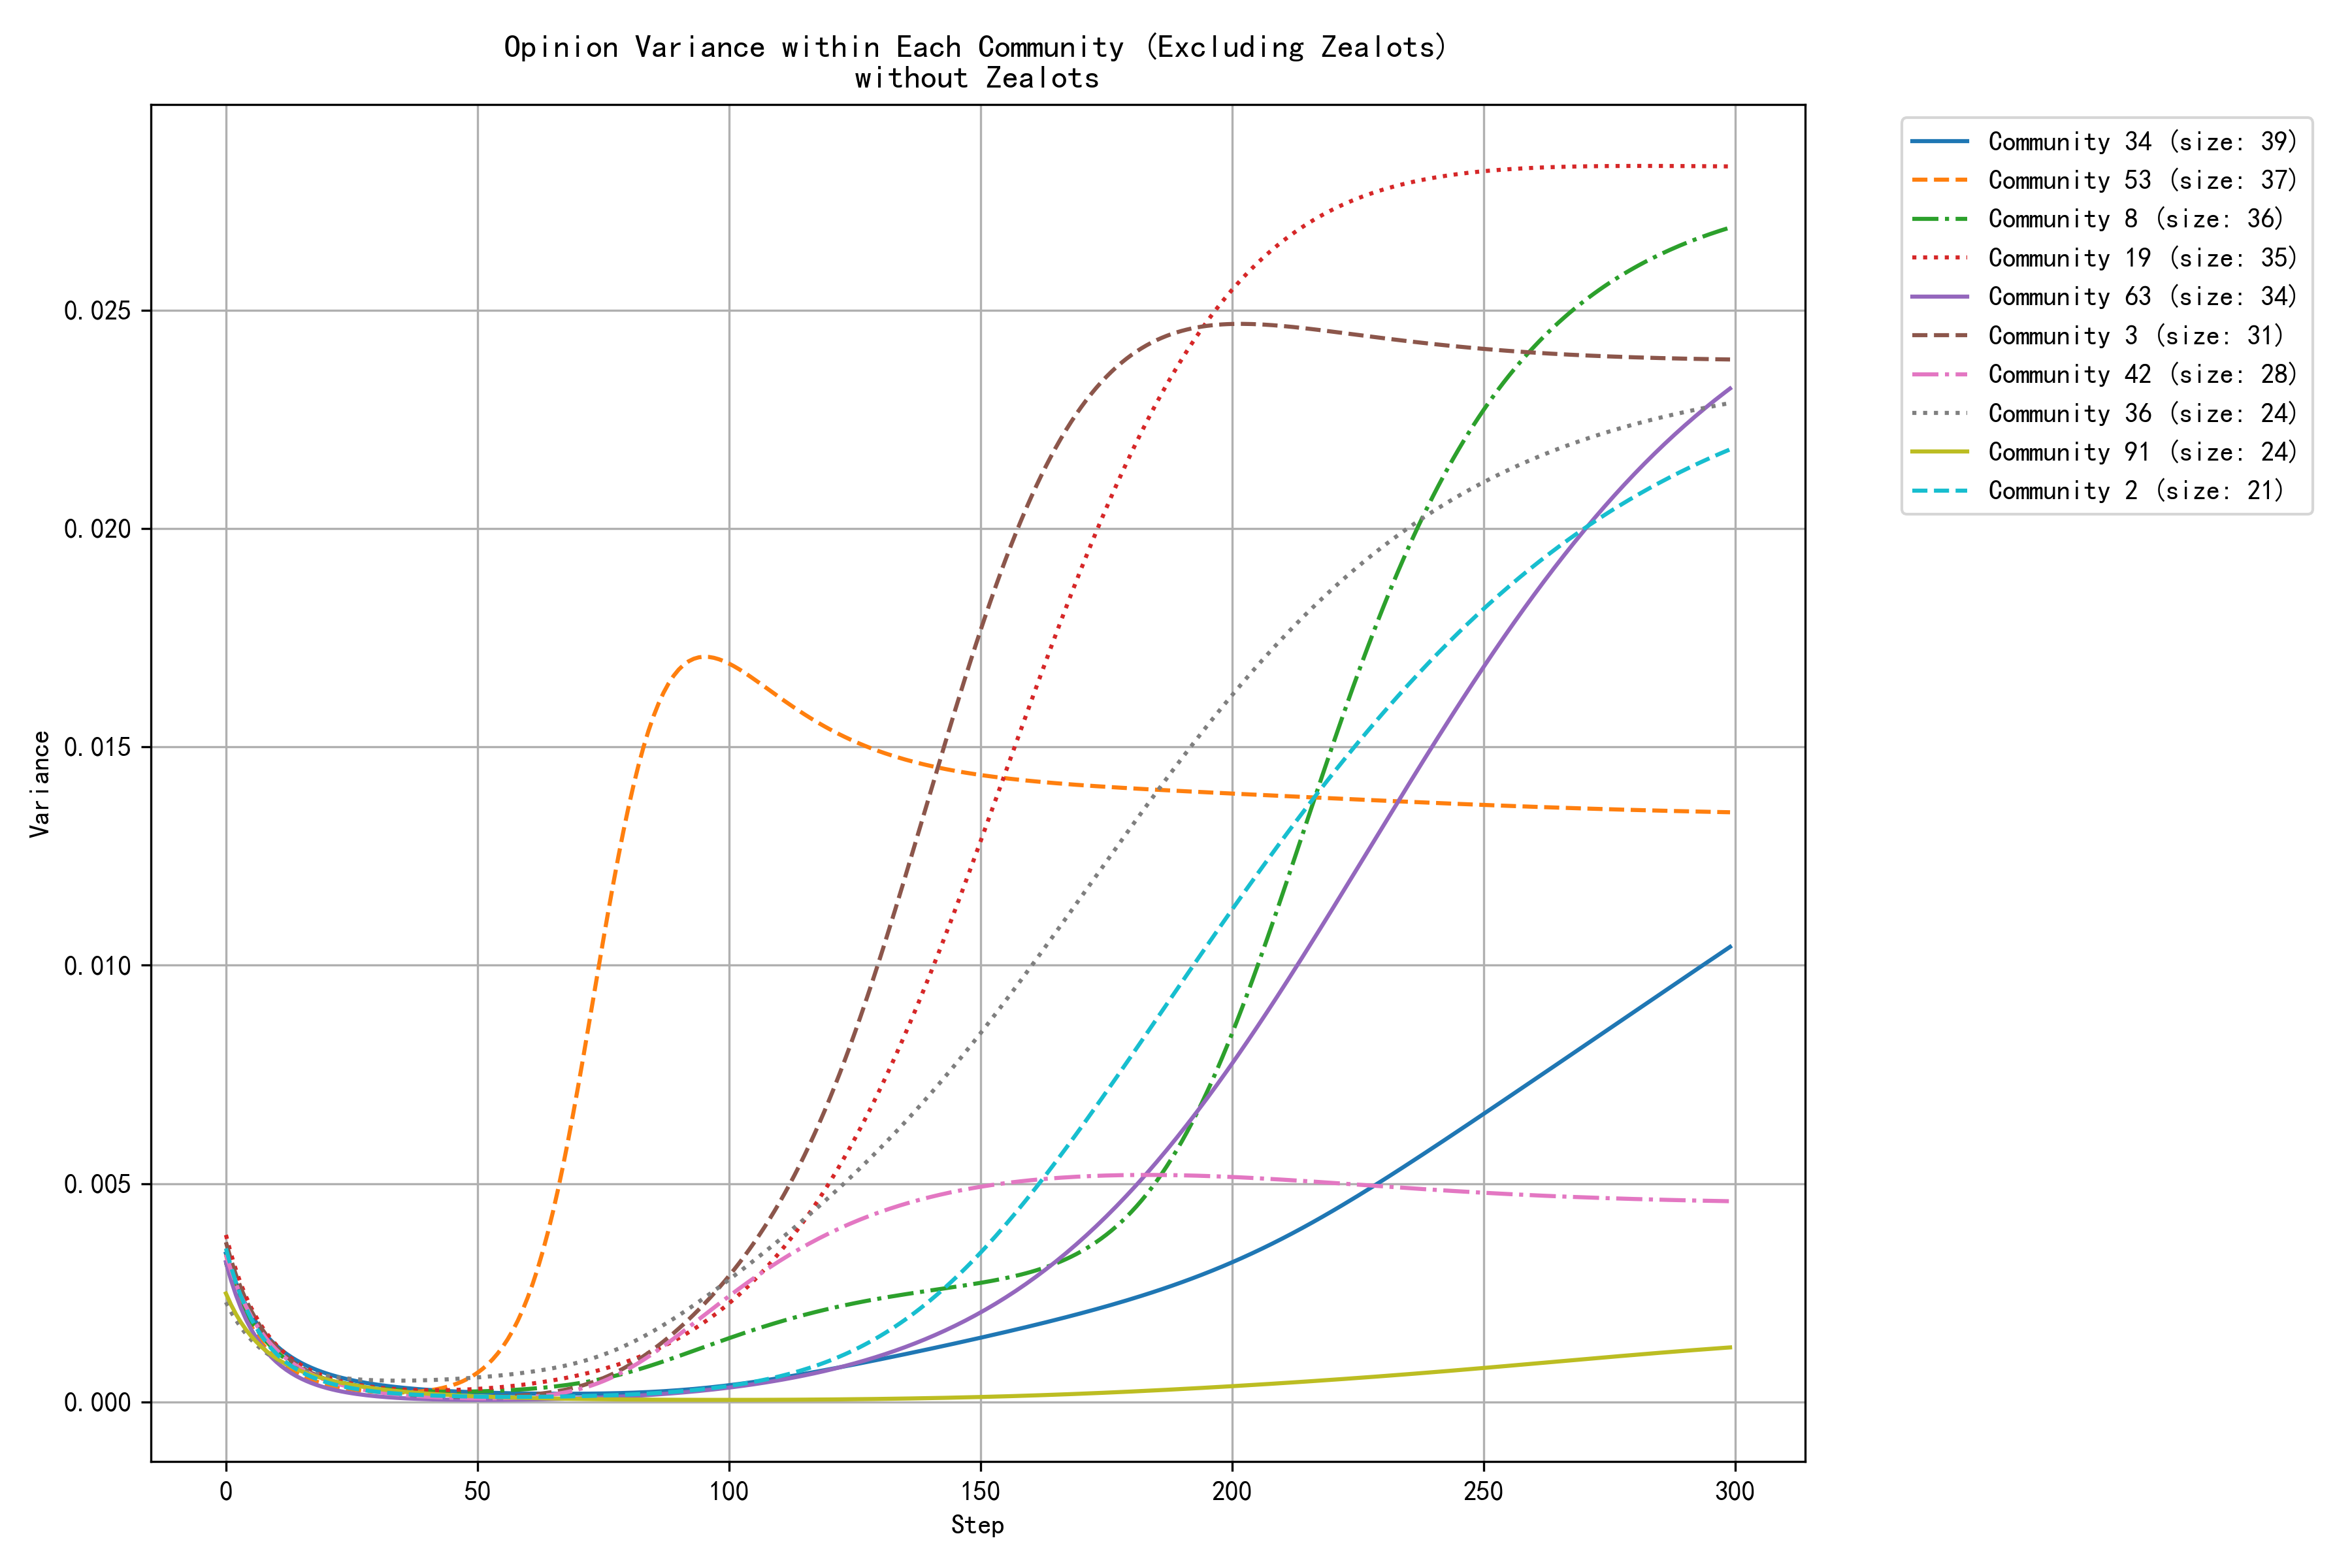 Opinion Variance within Each Community (Excluding Zealots)
without Zealots
Community 34 (size: 39)
Community 53 (size: 37)
Community 8 (size: 36)
Community 19 (size: 35)
Community 63 (size: 34)
Community 3 (size: 31)
Community 42 (size: 28)
Community 36 (size: 24)
Community 91 (size: 24)
Community 2 (size: 21)
Variance
0.025
0.020
0.015
0.010
0.005
0.000
0 50 100 150 200 250 300
Step